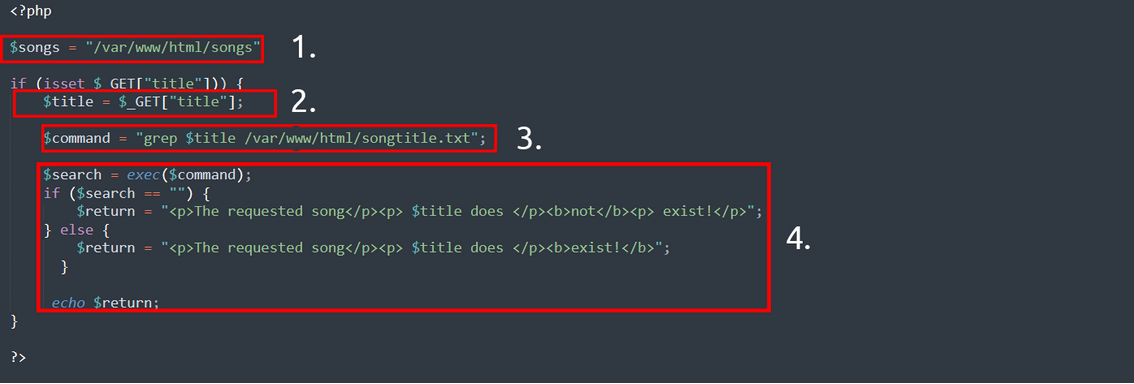 <?php
$songs = "/var/www/html/songs" 1.
if (isset $_GET["title"])) {
$title = $_GET["title"]; 2.
$command = "grep $title /var/www/html/songtitle.txt"; 3.
$search = exec($command);
if ($search == "") {
$return = "<p>The requested song</p><p> $title does </p><b>not</b><p> exist!</p>";
} else { 4.
$return = "<p>The requested song</p><p> $title does </p><b>exist!</b>";
}
echo $return;
}
?>